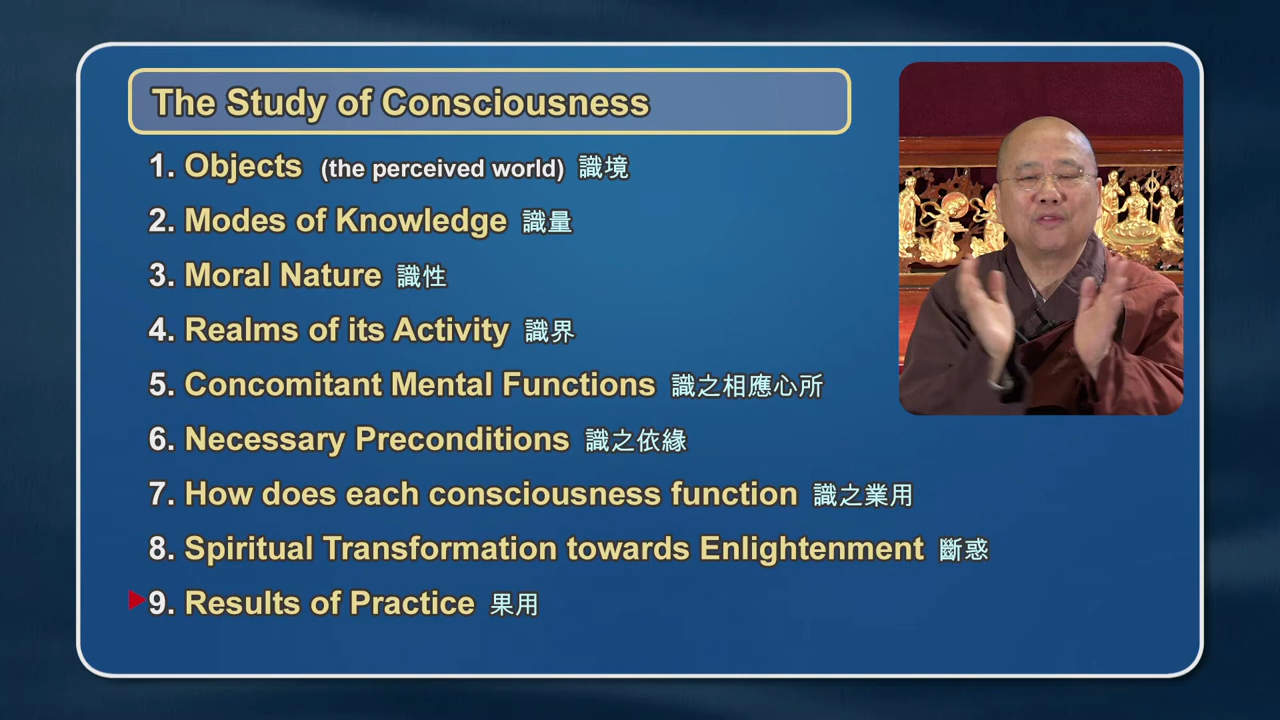 The Study of Consciousness
1. Objects (the perceived world) 識境
2. Modes of Knowledge 識量
3. Moral Nature 識性
4. Realms of its Activity 識界
5. Concomitant Mental Functions 識之相應心所
6. Necessary Preconditions 識之依緣
7. How does each consciousness function 識之業用
8. Spiritual Transformation towards Enlightenment 斷惑
9. Results of Practice 果用